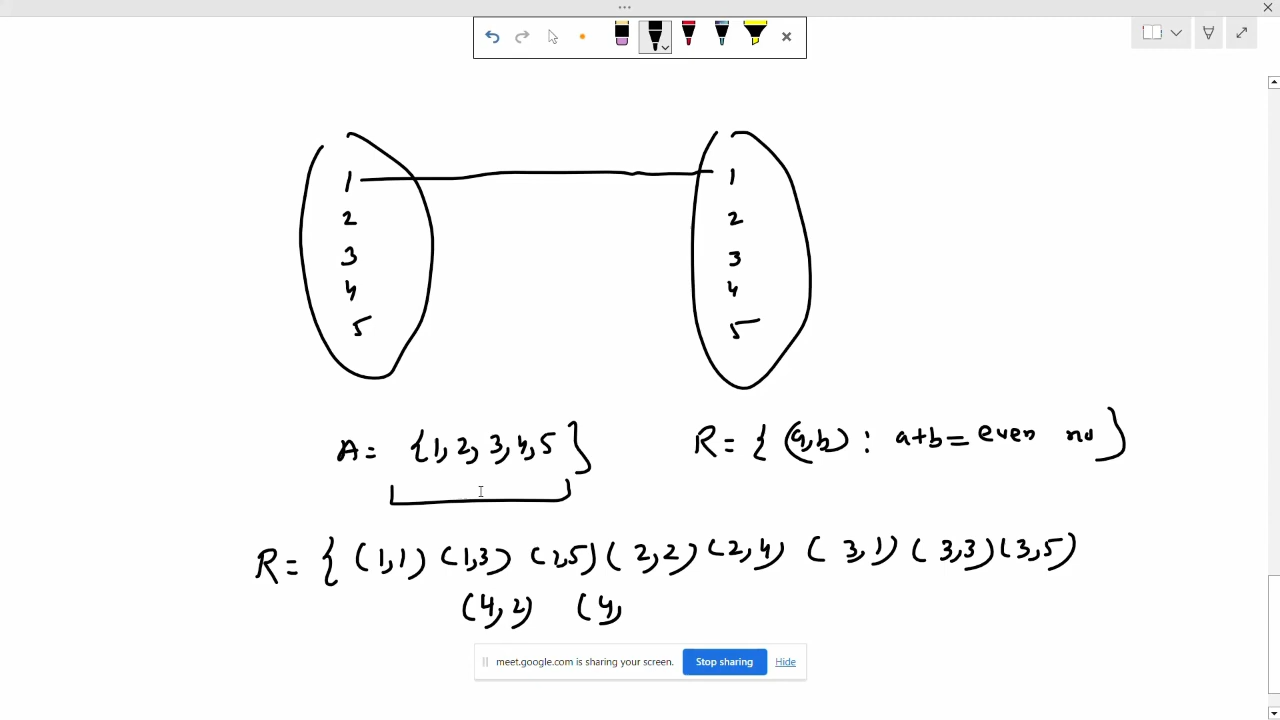 1 1
2 2
3 3
4 4
5 5
A = {1, 2, 3, 4, 5} R = {(a,b) : a+b = even no}
R = { (1,1) (1,3) (1,5) (2,2) (2,4) (3,1) (3,3) (3,5)
(4,2) (4,
meet.google.com is sharing your screen. Stop sharing Hide